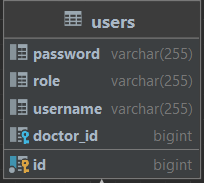 users
password varchar(255)
role varchar(255)
username varchar(255)
doctor_id bigint
id bigint